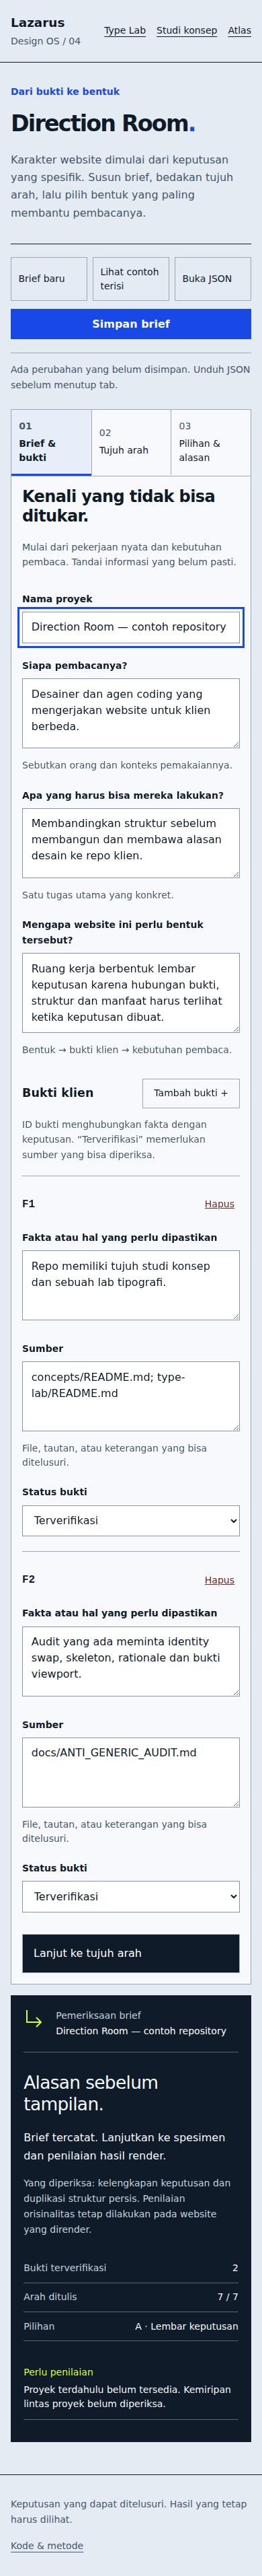 Lazarus
Design OS / 04
Type Lab
Studi konsep
Atlas
Dari bukti ke bentuk
Direction Room.
Karakter website dimulai dari kepustusan
yang spesifik. Susun brief, bedakan tujuh
arah, lalu pilih bentuk yang paling
membantu pembacanya.
Brief baru
Lihat contoh
terisi
Buka JSON
Simpan brief
Ada perubahan yang belum disimpan. Unduh JSON
sebelum menutup tab.
01
Brief &
bukti
02
Tujuh arah
03
Pilihan &
alasan
Kenali yang tidak bisa
ditukar.
Mulai dari pekerjaan nyata dan kebutuhan
pembaca. Tandai informasi yang belum pasti.
Nama proyek
Direction Room — contoh repository
Siapa pembacanya?
Desainer dan agen coding yang
mengerjakan website untuk klien
berbeda.
Sebutkan orang dan konteks pemakaiannya.
Apa yang harus bisa mereka lakukan?
Membandingkan struktur sebelum
membangun dan membawa alasan
desain ke repo klien.
Satu tugas utama yang konkret.
Mengapa website ini perlu bentuk
tersebut?
Ruang kerja berbentuk lembar
keputusan karena hubungan bukti,
struktur dan manfaat harus terlihat
ketika keputusan dibuat.
Bentuk → bukti klien → kebutuhan pembaca.
Bukti klien
Tambah bukti +
ID bukti menghubungkan fakta dengan
keputusan. “Terverifikasi” memerlukan
sumber yang bisa diperiksa.
F1
Hapus
Fakta atau hal yang perlu dipastikan
Repo memiliki tujuh studi konsep
dan sebuah lab tipografi.
Sumber
concepts/README.md; type-
lab/README.md
File, tautan, atau keterangan yang bisa
ditelusuri.
Status bukti
Terverifikasi
F2
Hapus
Fakta atau hal yang perlu dipastikan
Audit yang ada meminta identity
swap, skeleton, rationale dan bukti
viewport.
Sumber
docs/ANTI_GENERIC_AUDIT.md
File, tautan, atau keterangan yang bisa
ditelusuri.
Status bukti
Terverifikasi
Lanjut ke tujuh arah
Pemeriksaan brief
Direction Room — contoh repository
Alasan sebelum
tampilan.
Brief tercatat. Lanjutkan ke spesimen
dan penilaian hasil render.
Yang diperiksa: kelengkapan keputusan dan
duplikasi struktur persis. Penilaian
orisinalitas tetap dilakukan pada website
yang dirender.
Bukti terverifikasi
2
Arah ditulis
7 / 7
Pilihan
A · Lembar keputusan
Perlu penilaian
Proyek terdahulu belum tersedia. Kemiripan
lintas proyek belum diperiksa.
Keputusan yang dapat ditelusuri. Hasil yang tetap
harus dilihat.
Kode & metode